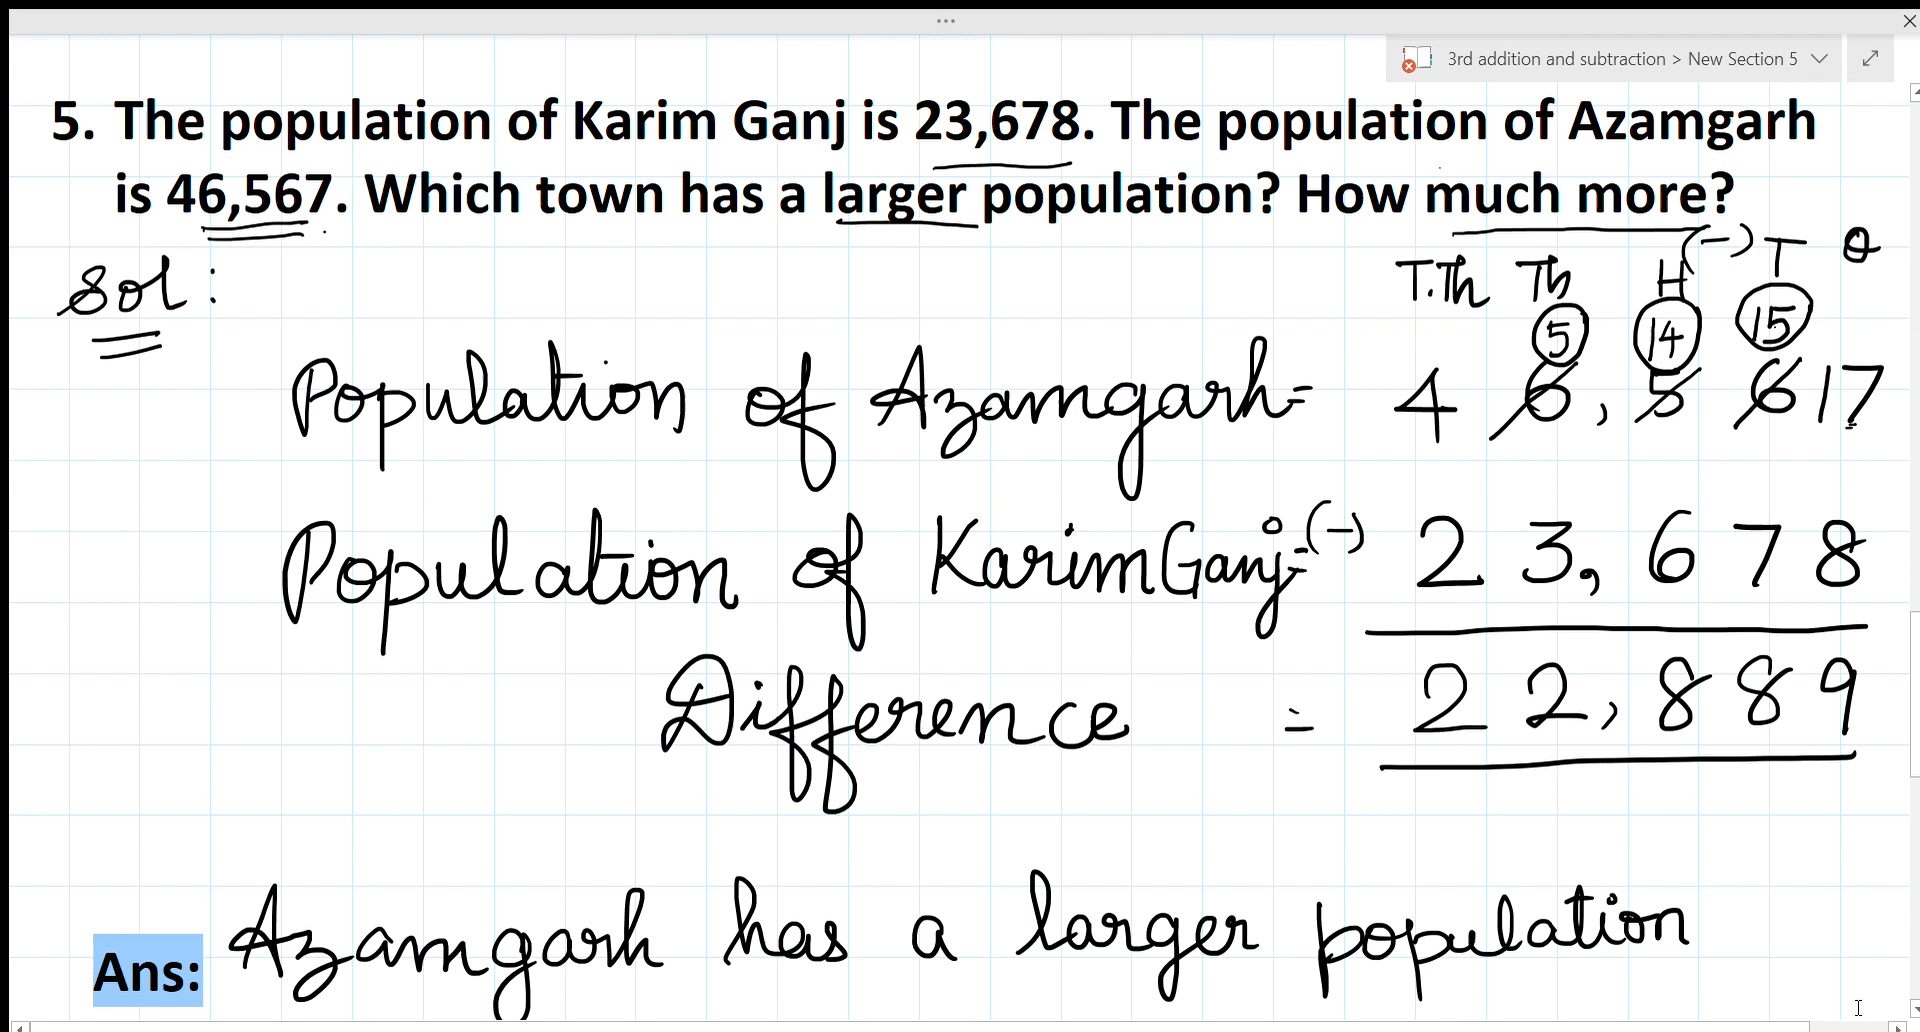 3rd addition and subtraction > New Section 5
5. The population of Karim Ganj is 23,678. The population of Azamgarh
is 46,567. Which town has a larger population? How much more?
Sol:
(-)
T.Th Th H T O
5 14 15
Population of Azamgarh= 4 6, 5 6 17
Population of KarimGanj=(-) 2 3, 6 7 8
Difference = 2 2, 8 8 9
Ans: Azamgarh has a larger population